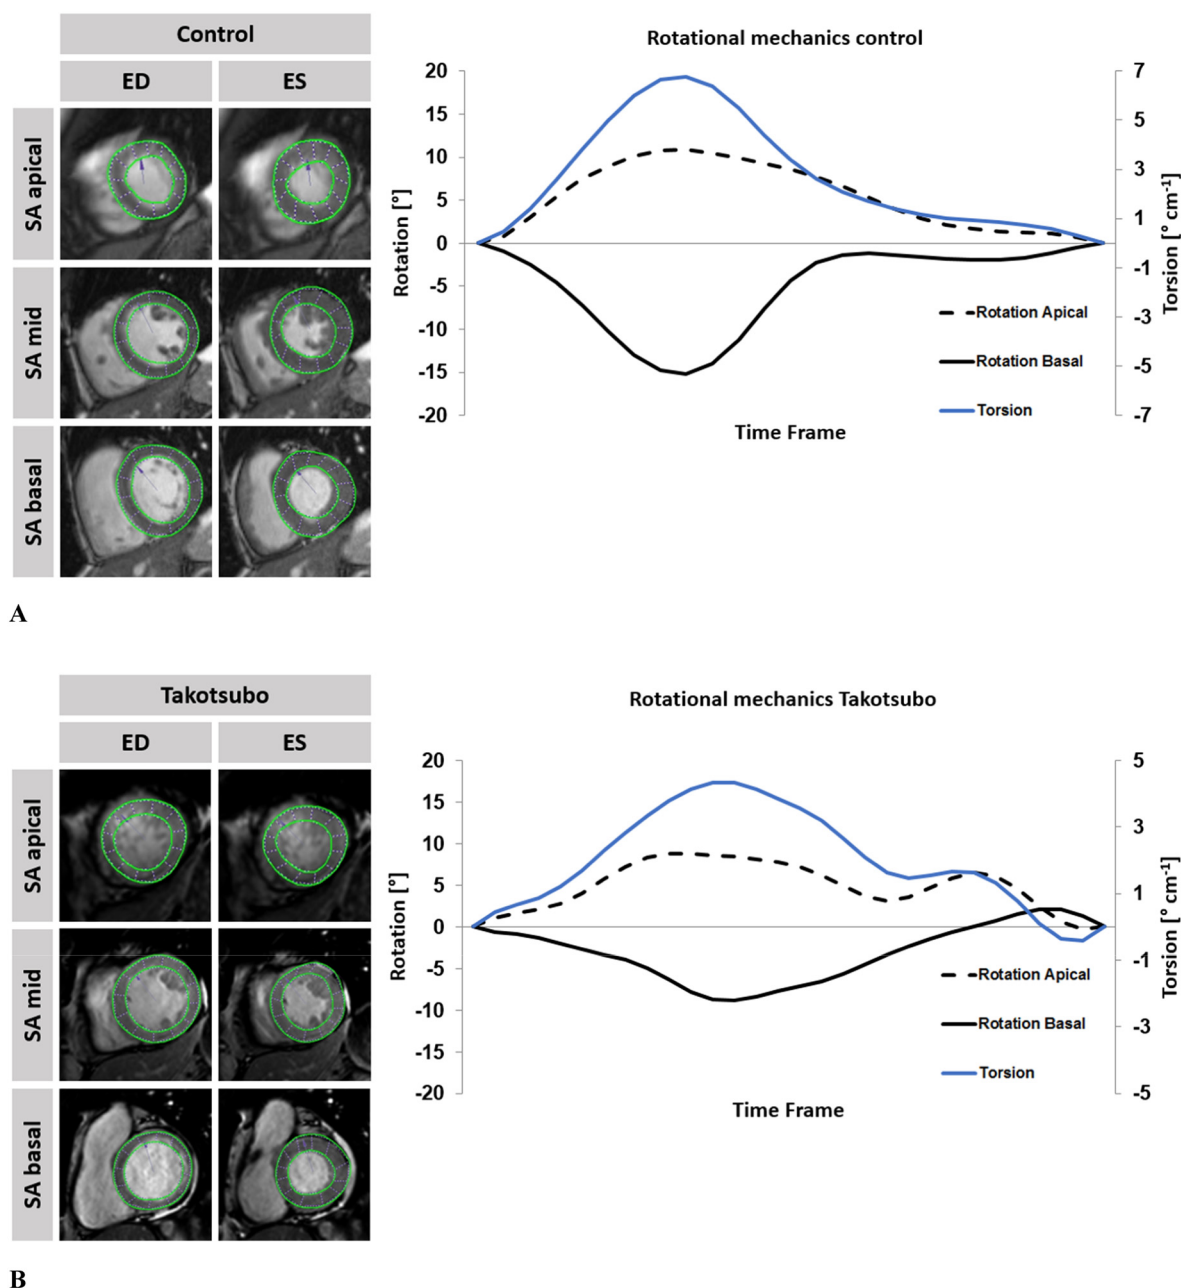 Control
ED ES
SA apical
SA mid
SA basal
Rotational mechanics control
Rotation [°]
20
15
10
5
0
-5
-10
-15
-20
7
5
3
1
-1
-3
-5
-7
Torsion [° cm-1]
Rotation Apical
Rotation Basal
Torsion
Time Frame
A
Takotsubo
ED ES
SA apical
SA mid
SA basal
Rotational mechanics Takotsubo
Rotation [°]
20
15
10
5
0
-5
-10
-15
-20
5
3
1
-1
-3
-5
Torsion [° cm-1]
Rotation Apical
Rotation Basal
Torsion
Time Frame
B